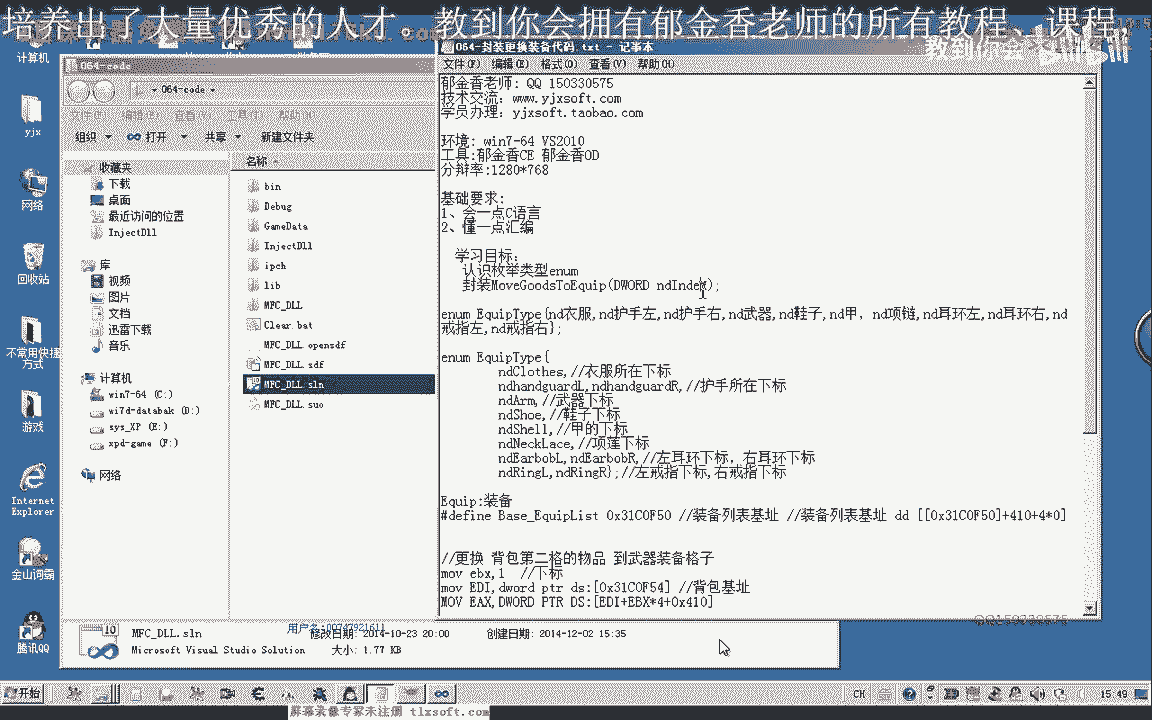 培养出了大量优秀的人才 教到你会拥有郁金香老师的所有教程、课程
教到你会
bilibili
计算机
yjx
网络
回收站
不常用快捷方式
游戏
Internet Explorer
金山词霸
腾讯QQ
064-code
064-code
组织
打开
共享
新建文件夹
收藏夹
下载
桌面
最近访问的位置
InjectDll
库
视频
图片
文档
迅雷下载
音乐
计算机
win7-64 (C:)
wi7d-databak (D:)
sys_XP (E:)
xpd-game (F:)
网络
名称
bin
Debug
GameData
InjectDll
ipch
lib
MFC_DLL
Clear.bat
MFC_DLL.opensdf
MFC_DLL.sdf
MFC_DLL.sln
MFC_DLL.suo
064-封装更换装备代码.txt - 记事本
文件(F) 编辑(E) 格式(O) 查看(V) 帮助(H)
郁金香老师: QQ 150330575
技术交流: www.yjxsoft.com
学员办理: yjxsoft.taobao.com
环境: win7-64 VS2010
工具:郁金香CE 郁金香OD
分辩率:1280*768
基础要求:
1、会一点C语言
2、懂一点汇编
学习目标:
认识枚举类型enum
封装MoveGoodsToEquip(DWORD ndIndex);
enum EquipType{nd衣服,nd护手左,nd护手右,nd武器,nd鞋子,nd甲, nd项链,nd耳环左,nd耳环右,nd
戒指左,nd戒指右};
enum EquipType{
ndClothes,//衣服所在下标
ndhandguardL,ndhandguardR,//护手所在下标
ndArm,//武器下标
ndShoe,//鞋子下标
ndShell,//甲的下标
ndNeckLace,//项莲下标
ndEarbobL,ndEarbobR,//左耳环下标，右耳环下标
ndRingL,ndRingR};//左戒指下标,右戒指下标
Equip:装备
#define Base_EquipList 0x31C0F50 //装备列表基址 //装备列表基址 dd [[0x31C0F50]+410+4*0]
//更换 背包第二格的物品 到武器装备格子
mov ebx,1 //下标
mov EDI,dword ptr ds:[0x31C0F54] //背包基址
MOV EAX,DWORD PTR DS:[EDI+EBX*4+0x410]
MFC_DLL.sln
修改日期: 2014-10-23 20:00
创建日期: 2014-12-02 15:35
Microsoft Visual Studio Solution
大小: 1.77 KB
开始
CH
15:49
屏幕录像专家未注册 tlxsoft.com